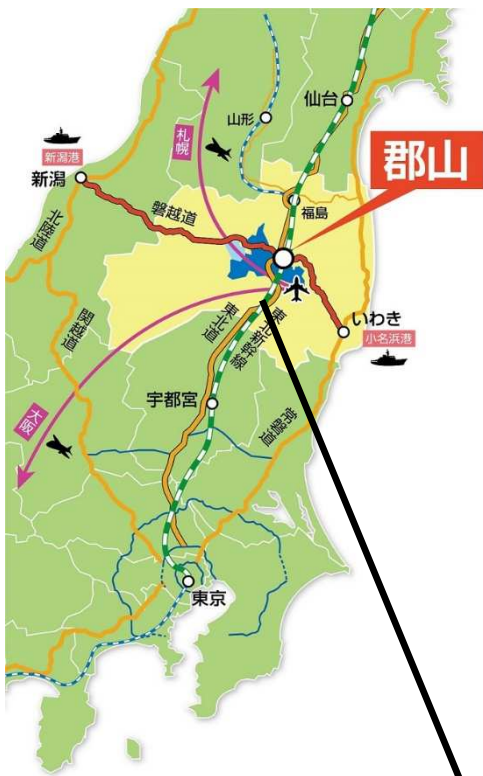 仙台
山形
札幌
郡山
新潟港
新潟
福島
磐越道
北陸道
関越道
東北道
東北新幹線
いわき
小名浜港
宇都宮
大阪
常磐道
東京